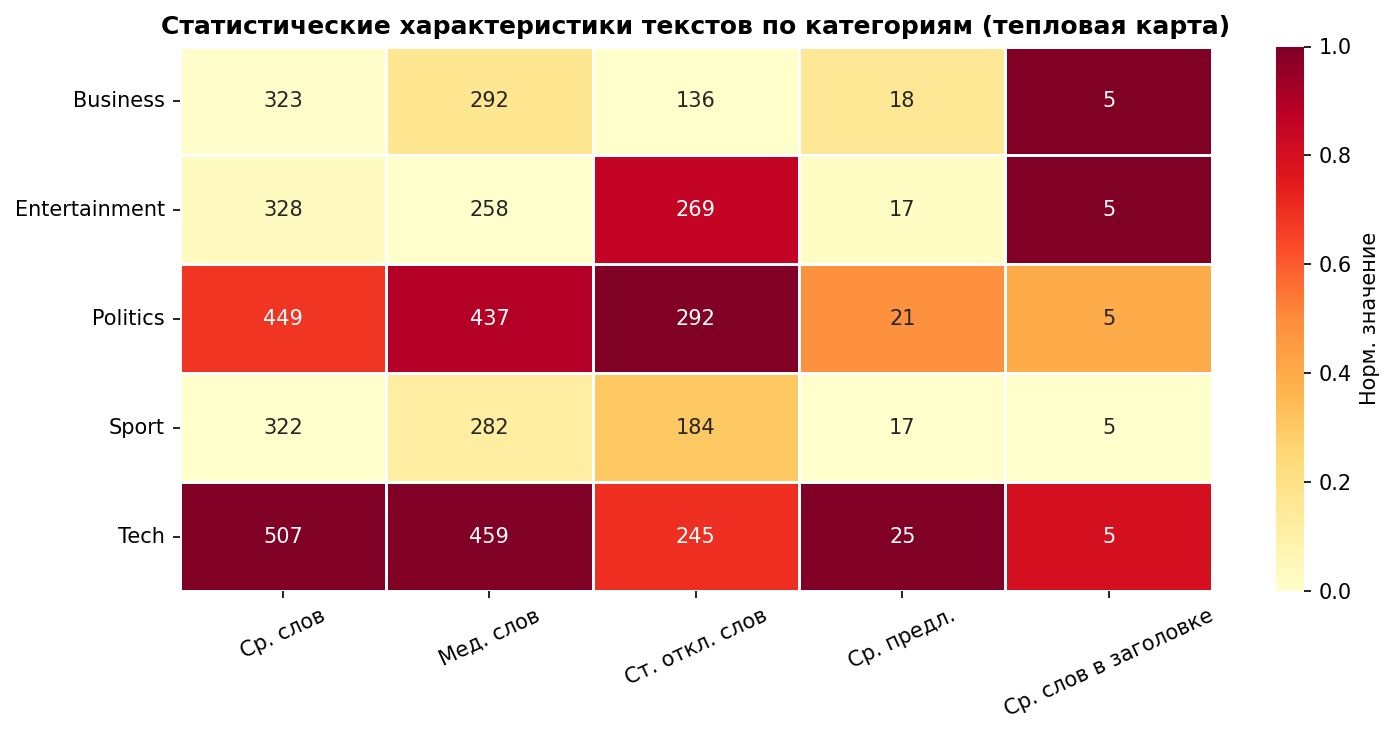 Статистические характеристики текстов по категориям (тепловая карта)
Business 323 292 136 18 5
Entertainment 328 258 269 17 5
Politics 449 437 292 21 5
Sport 322 282 184 17 5
Tech 507 459 245 25 5
Ср. слов Мед. слов Ст. откл. слов Ср. предл. Ср. слов в заголовке
1.0
0.8
0.6
0.4
0.2
0.0
Норм. значение